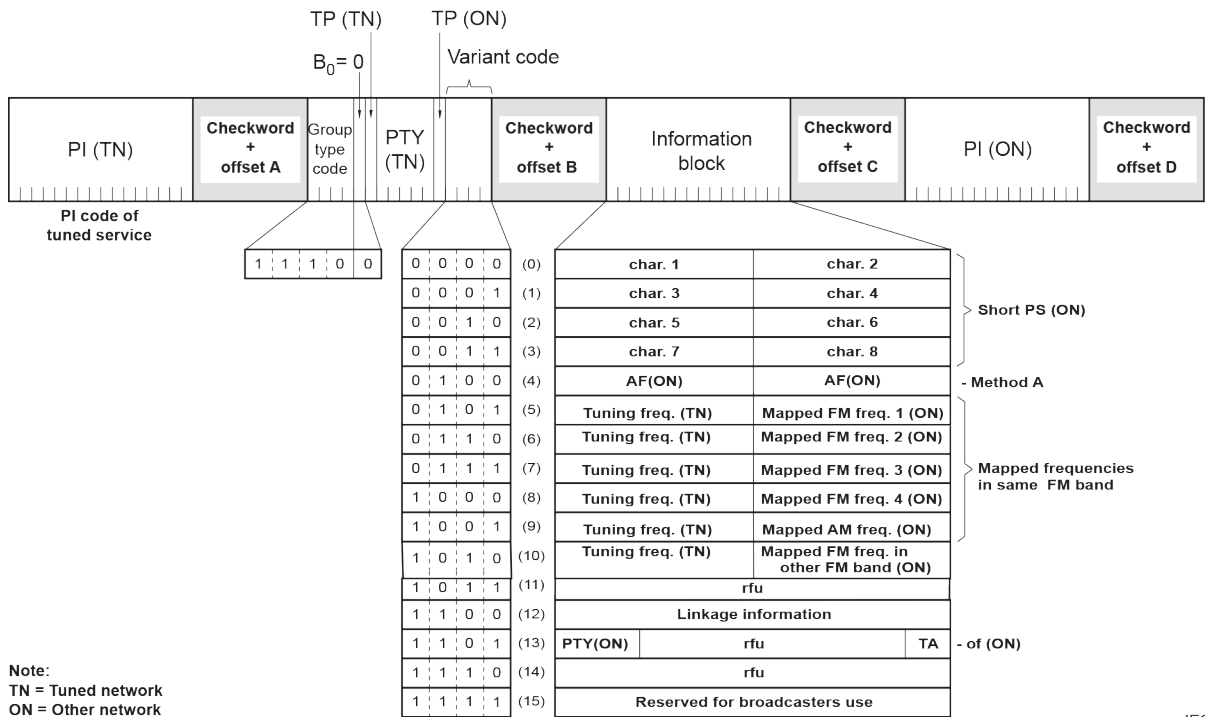 TP (TN) TP (ON)
B0= 0 Variant code
PI (TN) Checkword + offset A Group type code PTY (TN) Checkword + offset B Information block Checkword + offset C PI (ON) Checkword + offset D
PI code of
tuned service
1 1 1 0 0
0 0 0 0 (0) char. 1 char. 2
0 0 0 1 (1) char. 3 char. 4
Short PS (ON)
0 0 1 0 (2) char. 5 char. 6
0 0 1 1 (3) char. 7 char. 8
0 1 0 0 (4) AF(ON) AF(ON) - Method A
0 1 0 1 (5) Tuning freq. (TN) Mapped FM freq. 1 (ON)
0 1 1 0 (6) Tuning freq. (TN) Mapped FM freq. 2 (ON)
0 1 1 1 (7) Tuning freq. (TN) Mapped FM freq. 3 (ON)
Mapped frequencies
in same FM band
1 0 0 0 (8) Tuning freq. (TN) Mapped FM freq. 4 (ON)
1 0 0 1 (9) Tuning freq. (TN) Mapped AM freq. (ON)
1 0 1 0 (10) Tuning freq. (TN) Mapped FM freq. in
other FM band (ON)
1 0 1 1 (11) rfu
1 1 0 0 (12) Linkage information
1 1 0 1 (13) PTY(ON) rfu TA - of (ON)
1 1 1 0 (14) rfu
1 1 1 1 (15) Reserved for broadcasters use
Note:
TN = Tuned network
ON = Other network